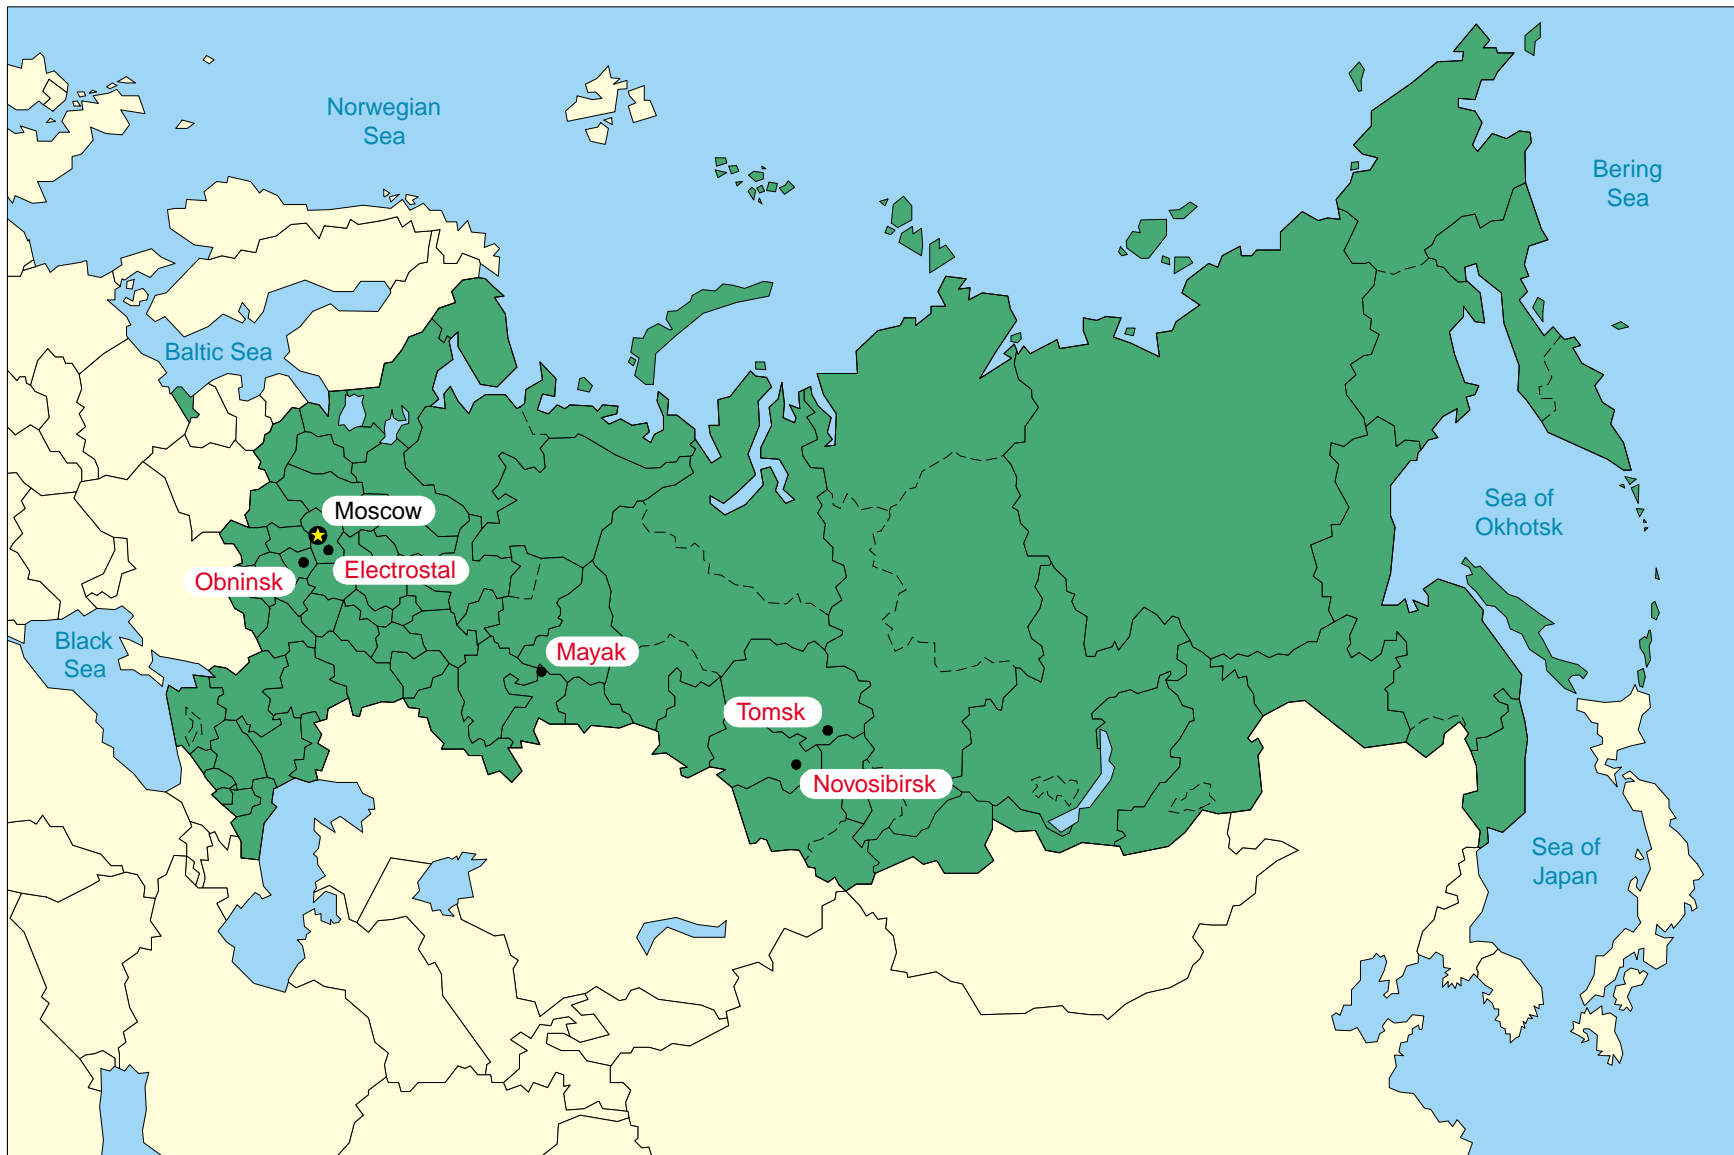 Norwegian
Sea
Bering
Sea
Baltic Sea
Moscow
Sea of
Okhotsk
Electrostal
Obninsk
Black
Sea
Mayak
Tomsk
Novosibirsk
Sea of
Japan